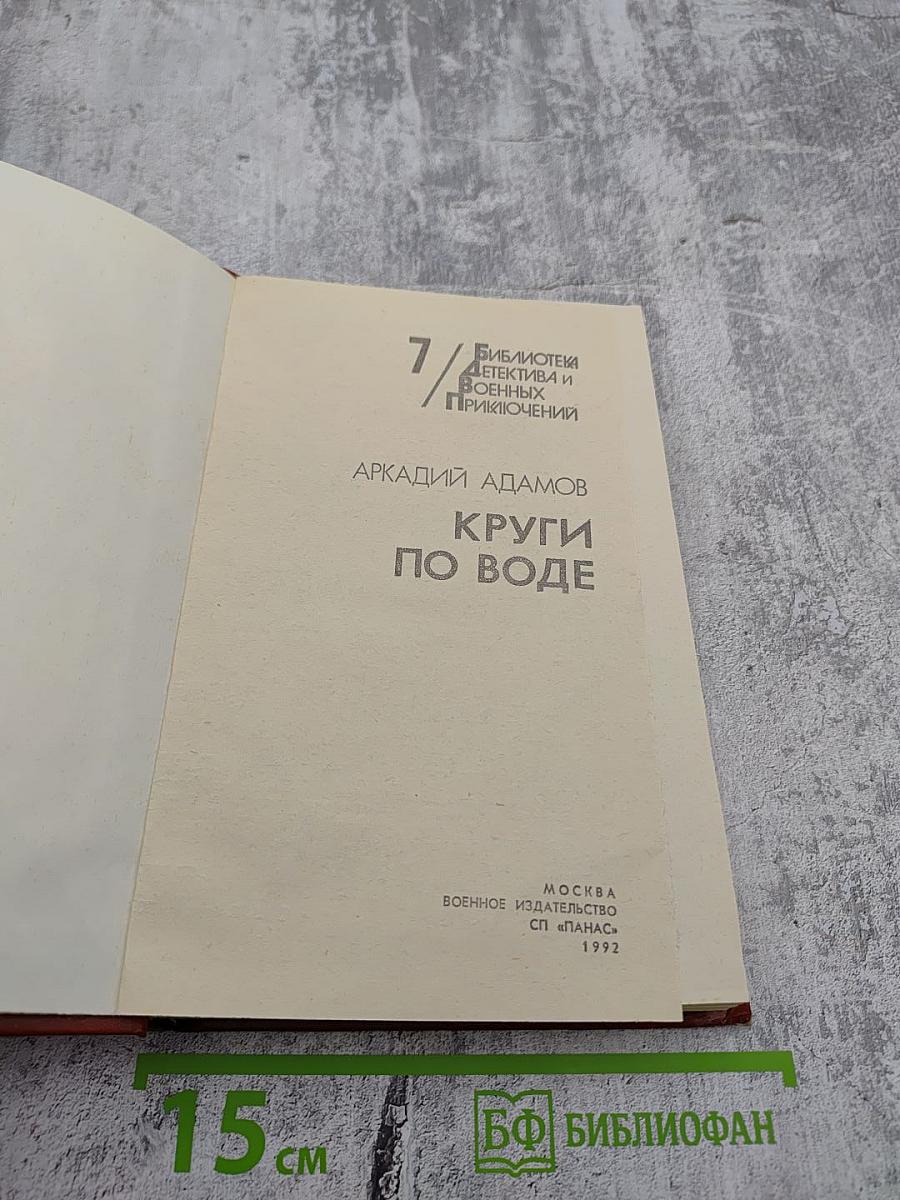 7/ БИБЛИОТЕКА
ДЕТЕКТИВА И
ВОЕННЫХ
ПРИКЛЮЧЕНИЙ
АРКАДИЙ АДАМОВ
КРУГИ
ПО ВОДЕ
МОСКВА
ВОЕННОЕ ИЗДАТЕЛЬСТВО
СП «ПАНАС»
1992
15 см
БФ БИБЛИОФАН